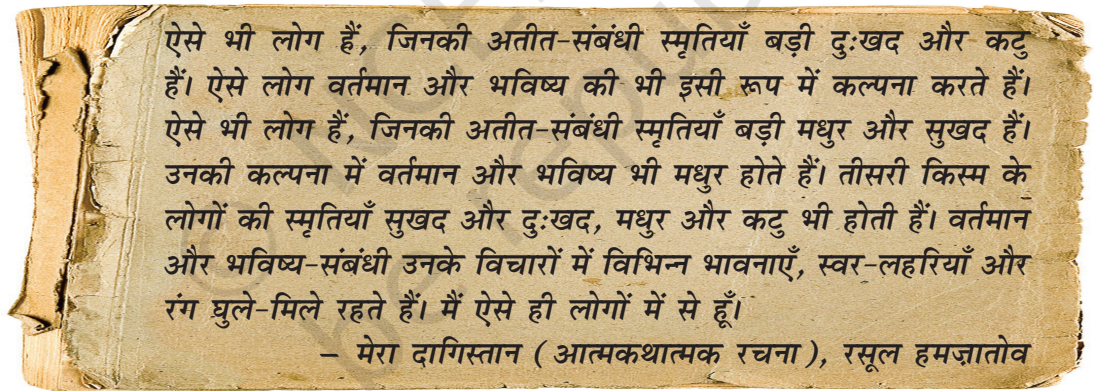 ऐसे भी लोग हैं, जिनकी अतीत-संबंधी स्मृतियाँ बड़ी दुःखद और कटु
हैं। ऐसे लोग वर्तमान और भविष्य की भी इसी रूप में कल्पना करते हैं।
ऐसे भी लोग हैं, जिनकी अतीत-संबंधी स्मृतियाँ बड़ी मधुर और सुखद हैं।
उनकी कल्पना में वर्तमान और भविष्य भी मधुर होते हैं। तीसरी किस्म के
लोगों की स्मृतियाँ सुखद और दुःखद, मधुर और कटु भी होती हैं। वर्तमान
और भविष्य-संबंधी उनके विचारों में विभिन्न भावनाएँ, स्वर-लहरियाँ और
रंग घुले-मिले रहते हैं। मैं ऐसे ही लोगों में से हूँ।
– मेरा दागिस्तान (आत्मकथात्मक रचना), रसूल हमज़ातोव